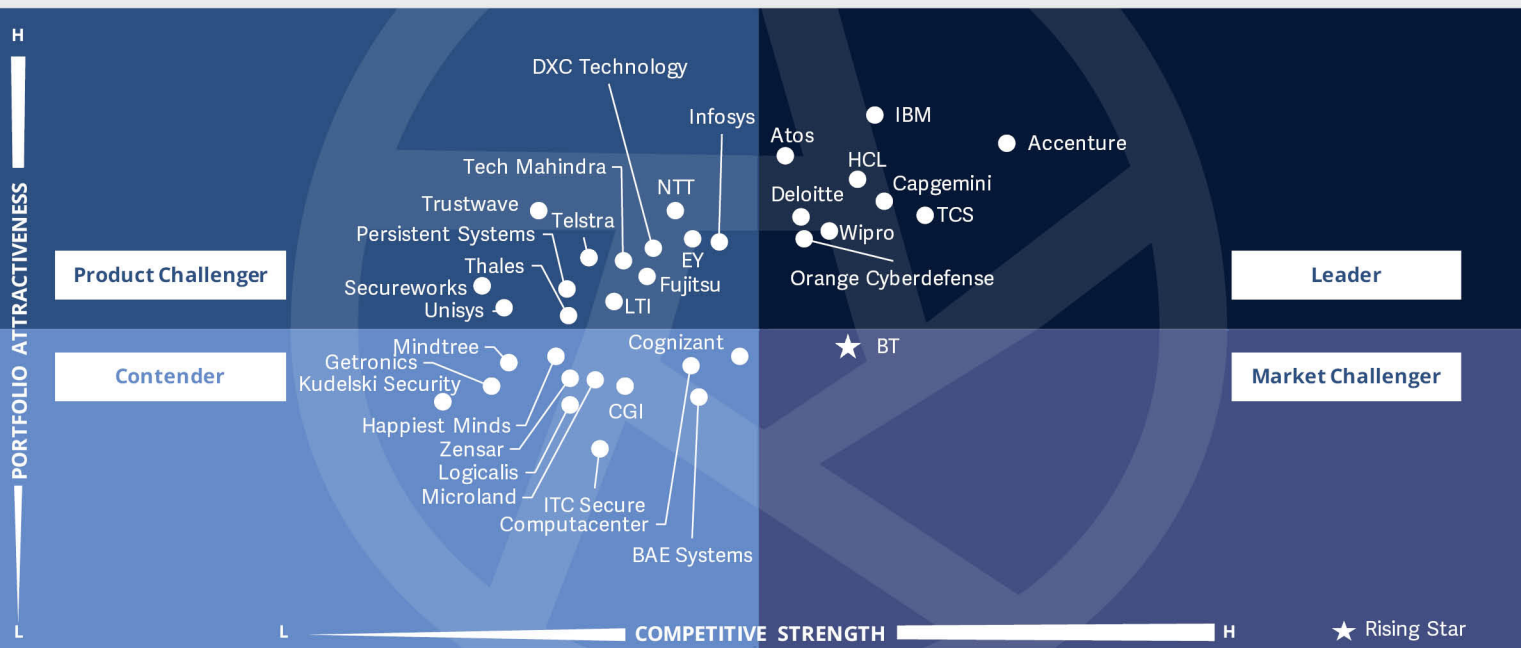 H
DXC Technology
Infosys
IBM
Atos
Accenture
Tech Mahindra
HCL
NTT
Capgemini
Deloitte
Trustwave
Telstra
TCS
Persistent Systems
Wipro
EY
Thales
Product Challenger
Orange Cyberdefense
Leader
Secureworks
Fujitsu
Unisys
LTI
PORTFOLIO ATTRACTIVENESS
Mindtree
Cognizant
BT
Getronics
Contender
Kudelski Security
Market Challenger
CGI
Happiest Minds
Zensar
Logicalis
Microland
ITC Secure
Computacenter
BAE Systems
L
L
COMPETITIVE STRENGTH
H
Rising Star